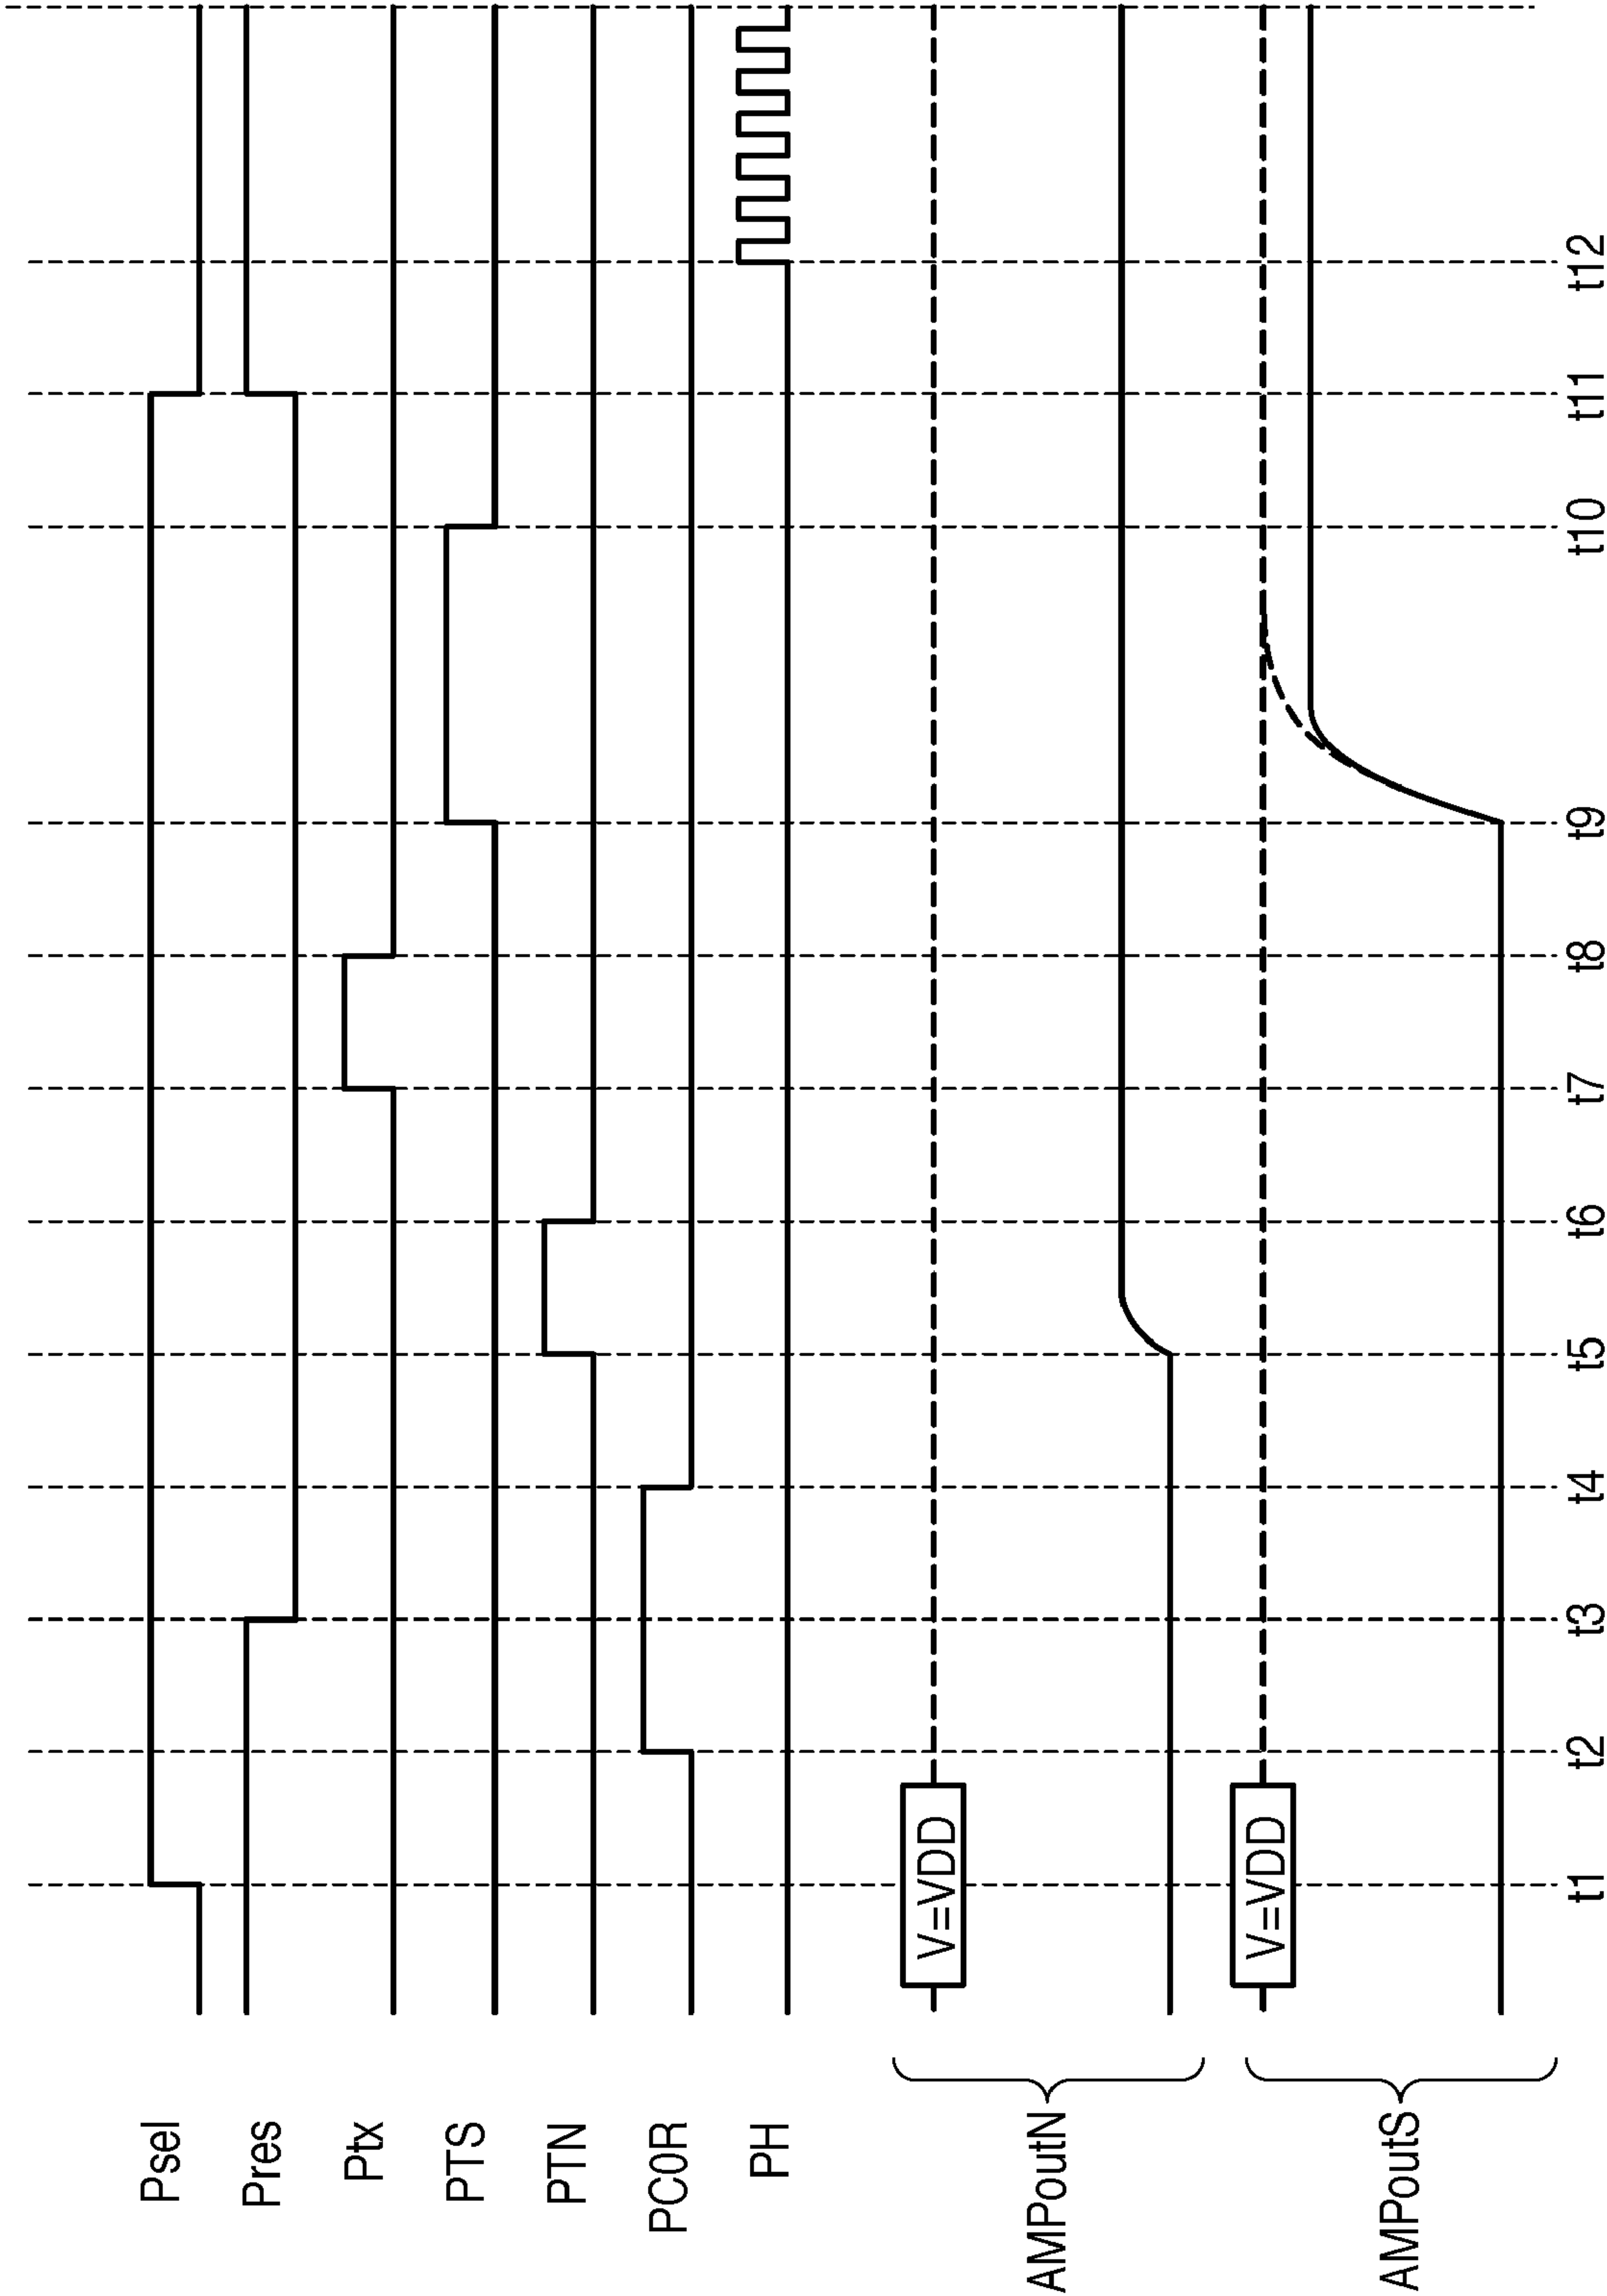 Psel
Pres
Ptx
PTS
PTN
PC0R
PH
AMPoutN
V=VDD
AMPoutS
V=VDD
t1 t2 t3 t4 t5 t6 t7 t8 t9 t10 t11 t12